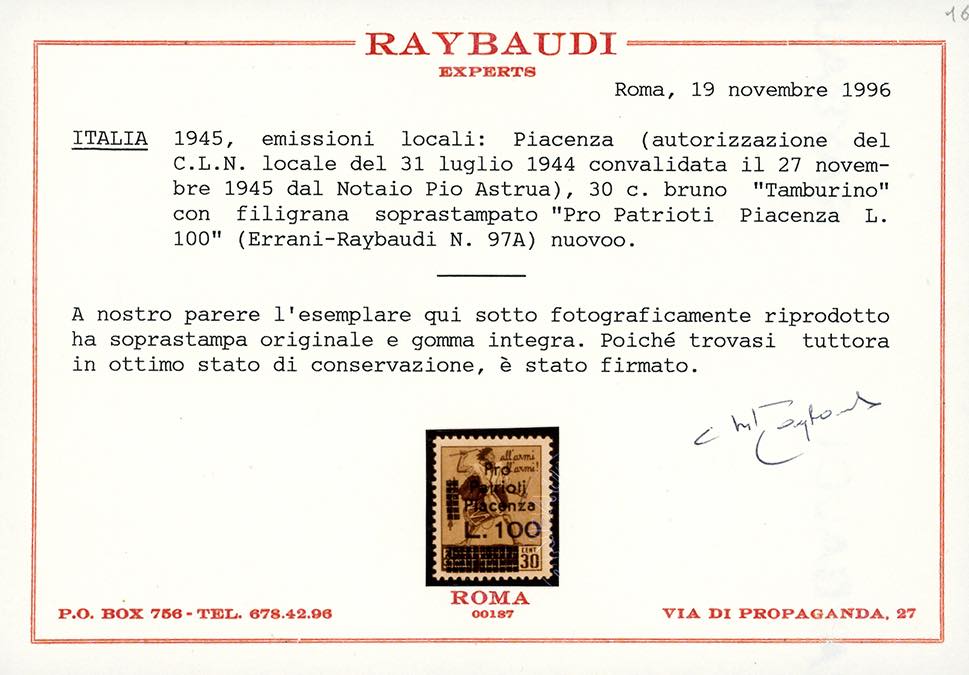 16
RAYBAUDI
EXPERTS
Roma, 19 novembre 1996
ITALIA 1945, emissioni locali: Piacenza (autorizzazione del
C.L.N. locale del 31 luglio 1944 convalidata il 27 novem-
bre 1945 dal Notaio Pio Astrua), 30 c. bruno "Tamburino"
con filigrana soprastampato "Pro Patrioti Piacenza L.
100" (Errani-Raybaudi N. 97A) nuovoo.
A nostro parere l'esemplare qui sotto fotograficamente riprodotto
ha soprastampa originale e gomma integra. Poiché trovasi tuttora
in ottimo stato di conservazione, è stato firmato.
all'armi
all'armi!
Pro
Patrioti
Piacenza
L. 100
CENT
30
ROMA
00187
P.O. BOX 756 - TEL. 678.42.96
VIA DI PROPAGANDA, 27